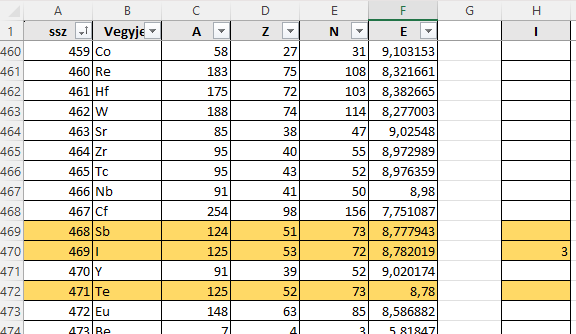 A B C D E F G H
1 ssz Vegyje A Z N E I
460 459 Co 58 27 31 9,103153
461 460 Re 183 75 108 8,321661
462 461 Hf 175 72 103 8,382665
463 462 W 188 74 114 8,277003
464 463 Sr 85 38 47 9,02548
465 464 Zr 95 40 55 8,972989
466 465 Tc 95 43 52 8,976359
467 466 Nb 91 41 50 8,98
468 467 Cf 254 98 156 7,751087
469 468 Sb 124 51 73 8,777943
470 469 I 125 53 72 8,782019 3
471 470 Y 91 39 52 9,020174
472 471 Te 125 52 73 8,78
473 472 Eu 148 63 85 8,586882
474 473 Be 7 4 3 5,81847